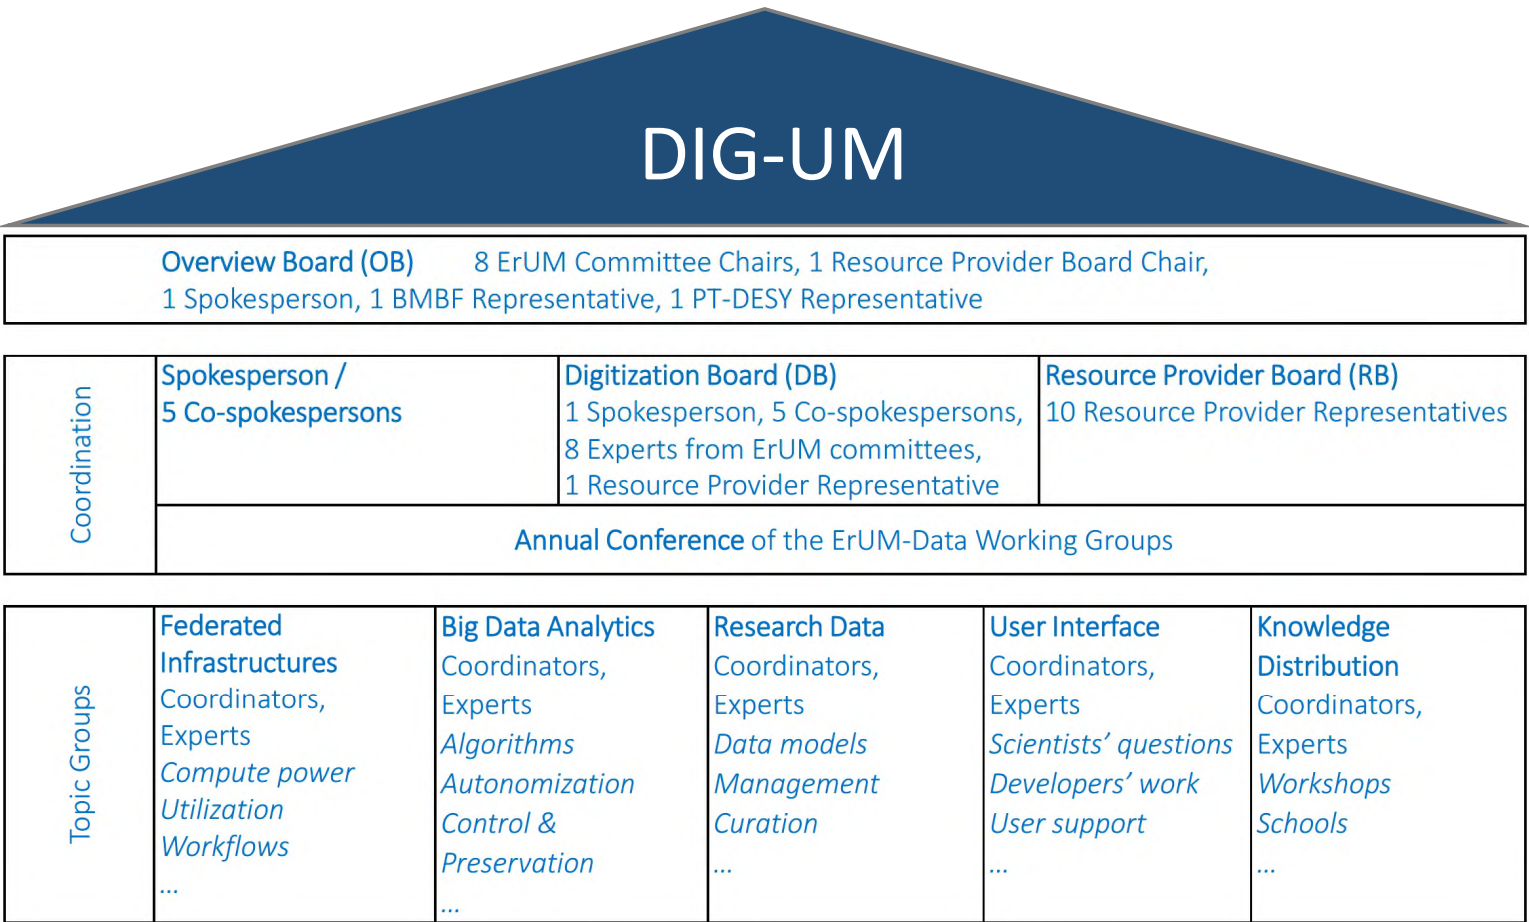 DIG-UM
Overview Board (OB) 8 ErUM Committee Chairs, 1 Resource Provider Board Chair,
1 Spokesperson, 1 BMBF Representative, 1 PT-DESY Representative
Coordination
Spokesperson /
5 Co-spokespersons
Digitization Board (DB)
1 Spokesperson, 5 Co-spokespersons,
8 Experts from ErUM committees,
1 Resource Provider Representative
Resource Provider Board (RB)
10 Resource Provider Representatives
Annual Conference of the ErUM-Data Working Groups
Topic Groups
Federated
Infrastructures
Coordinators,
Experts
Compute power
Utilization
Workflows
...
Big Data Analytics
Coordinators,
Experts
Algorithms
Autonomization
Control &
Preservation
...
Research Data
Coordinators,
Experts
Data models
Management
Curation
...
User Interface
Coordinators,
Experts
Scientists’ questions
Developers’ work
User support
...
Knowledge
Distribution
Coordinators,
Experts
Workshops
Schools
...